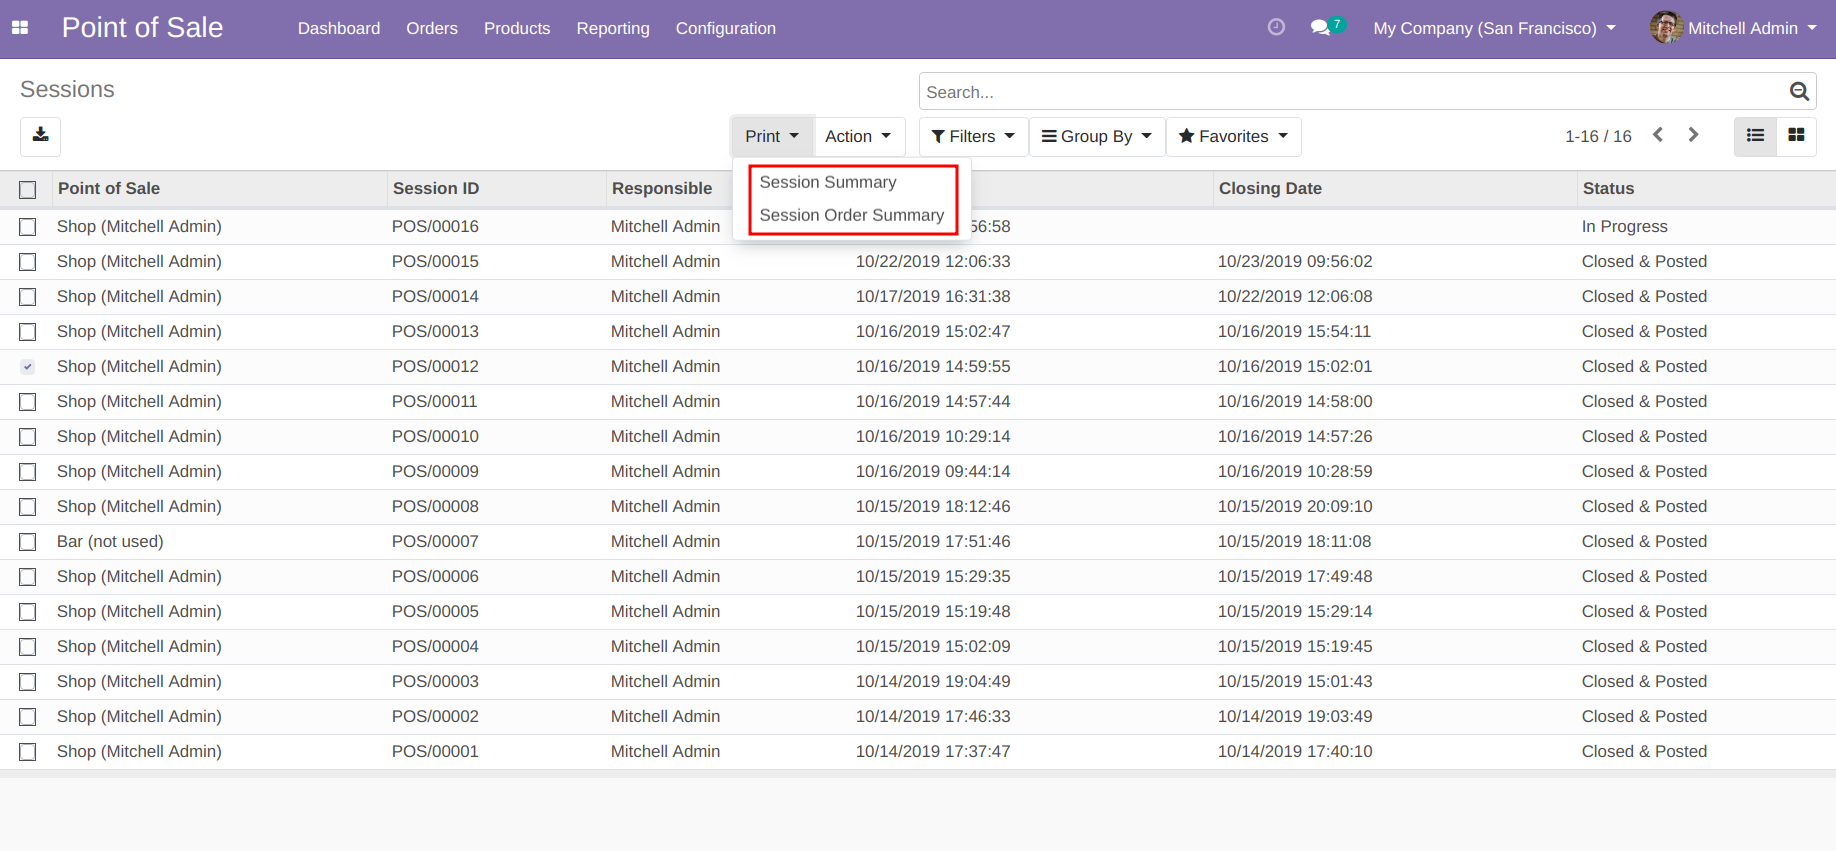 Point of Sale Dashboard Orders Products Reporting Configuration 7 My Company (San Francisco) Mitchell Admin
Sessions
Search...
Print Action Filters Group By Favorites 1-16 / 16
Session Summary
Session Order Summary
Point of Sale Session ID Responsible Closing Date Status
Shop (Mitchell Admin) POS/00016 Mitchell Admin 56:58 In Progress
Shop (Mitchell Admin) POS/00015 Mitchell Admin 10/22/2019 12:06:33 10/23/2019 09:56:02 Closed & Posted
Shop (Mitchell Admin) POS/00014 Mitchell Admin 10/17/2019 16:31:38 10/22/2019 12:06:08 Closed & Posted
Shop (Mitchell Admin) POS/00013 Mitchell Admin 10/16/2019 15:02:47 10/16/2019 15:54:11 Closed & Posted
Shop (Mitchell Admin) POS/00012 Mitchell Admin 10/16/2019 14:59:55 10/16/2019 15:02:01 Closed & Posted
Shop (Mitchell Admin) POS/00011 Mitchell Admin 10/16/2019 14:57:44 10/16/2019 14:58:00 Closed & Posted
Shop (Mitchell Admin) POS/00010 Mitchell Admin 10/16/2019 10:29:14 10/16/2019 14:57:26 Closed & Posted
Shop (Mitchell Admin) POS/00009 Mitchell Admin 10/16/2019 09:44:14 10/16/2019 10:28:59 Closed & Posted
Shop (Mitchell Admin) POS/00008 Mitchell Admin 10/15/2019 18:12:46 10/15/2019 20:09:10 Closed & Posted
Bar (not used) POS/00007 Mitchell Admin 10/15/2019 17:51:46 10/15/2019 18:11:08 Closed & Posted
Shop (Mitchell Admin) POS/00006 Mitchell Admin 10/15/2019 15:29:35 10/15/2019 17:49:48 Closed & Posted
Shop (Mitchell Admin) POS/00005 Mitchell Admin 10/15/2019 15:19:48 10/15/2019 15:29:14 Closed & Posted
Shop (Mitchell Admin) POS/00004 Mitchell Admin 10/15/2019 15:02:09 10/15/2019 15:19:45 Closed & Posted
Shop (Mitchell Admin) POS/00003 Mitchell Admin 10/14/2019 19:04:49 10/15/2019 15:01:43 Closed & Posted
Shop (Mitchell Admin) POS/00002 Mitchell Admin 10/14/2019 17:46:33 10/14/2019 19:03:49 Closed & Posted
Shop (Mitchell Admin) POS/00001 Mitchell Admin 10/14/2019 17:37:47 10/14/2019 17:40:10 Closed & Posted